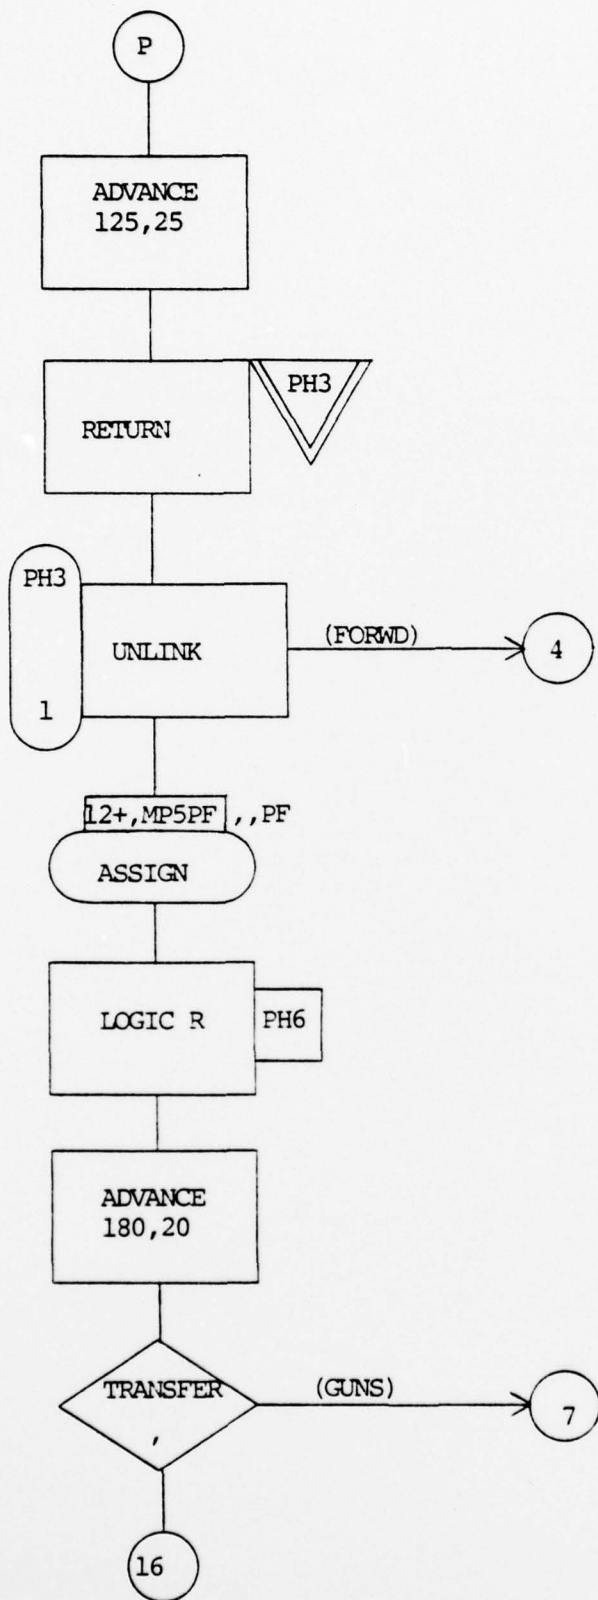 P
ADVANCE
125,25
RETURN
PH3
PH3
UNLINK
1
(FORWD)
4
12+,MP5PF,,PF
ASSIGN
LOGIC R
PH6
ADVANCE
180,20
TRANSFER
,
(GUNS)
7
16